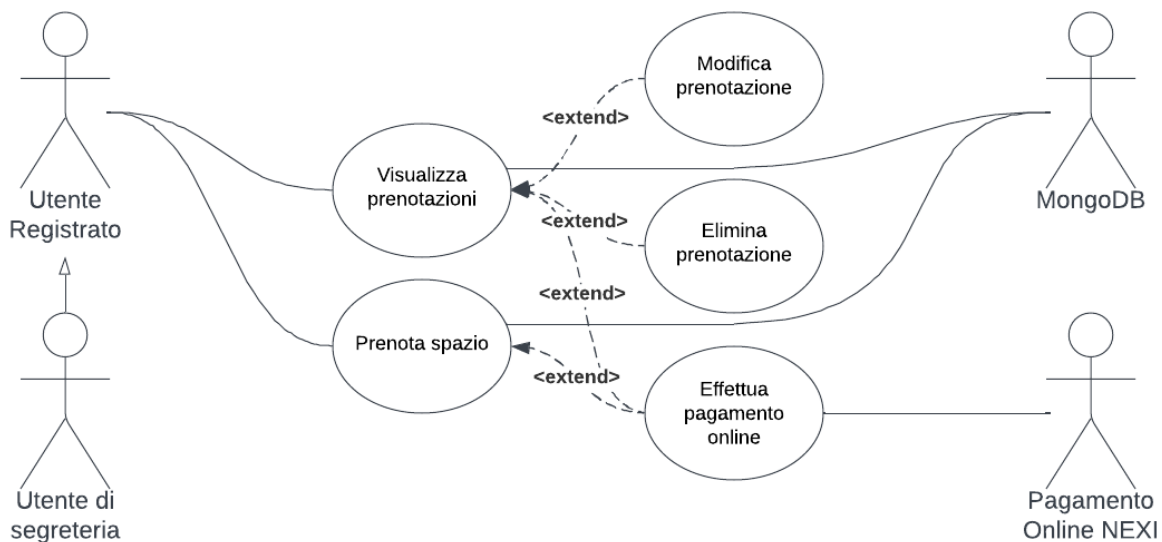 Modifica
prenotazione
<extend>
Visualizza
prenotazioni
Utente
Registrato
MongoDB
<extend>
Elimina
prenotazione
<extend>
Prenota spazio
<extend>
Effettua
pagamento
online
Utente di
segreteria
Pagamento
Online NEXI